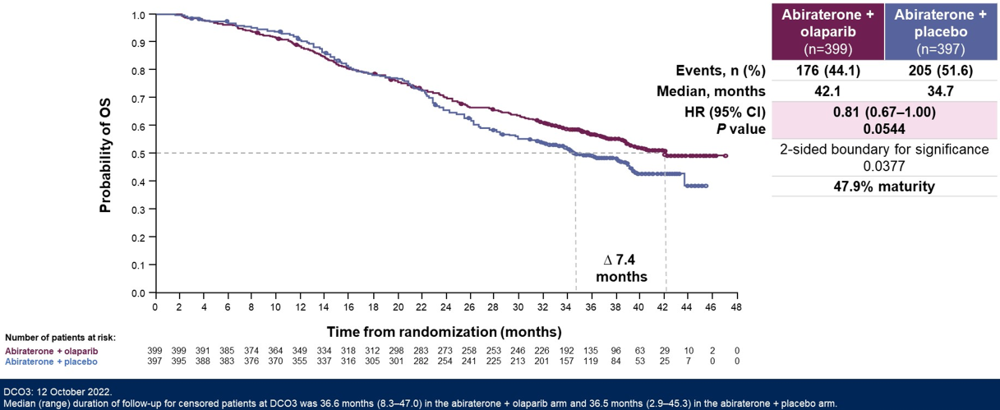 Abiraterone +
olaparib
(n=399)
Abiraterone +
placebo
(n=397)
Events, n (%) 176 (44.1) 205 (51.6)
Median, months 42.1 34.7
HR (95% CI) 0.81 (0.67–1.00)
P value 0.0544
2-sided boundary for significance
0.0377
47.9% maturity
Probability of OS
1.0
0.9
0.8
0.7
0.6
0.5
0.4
0.3
0.2
0.1
0.0
Δ 7.4
months
0 2 4 6 8 10 12 14 16 18 20 22 24 26 28 30 32 34 36 38 40 42 44 46 48
Time from randomization (months)
Number of patients at risk:
Abiraterone + olaparib 399 399 391 385 374 364 349 334 318 312 298 283 273 258 253 246 226 192 135 96 63 29 10 2 0
Abiraterone + placebo 397 395 388 383 376 370 355 337 316 305 301 282 254 241 225 213 201 157 119 84 53 25 7 0 0
DCO3: 12 October 2022.
Median (range) duration of follow-up for censored patients at DCO3 was 36.6 months (8.3–47.0) in the abiraterone + olaparib arm and 36.5 months (2.9–45.3) in the abiraterone + placebo arm.